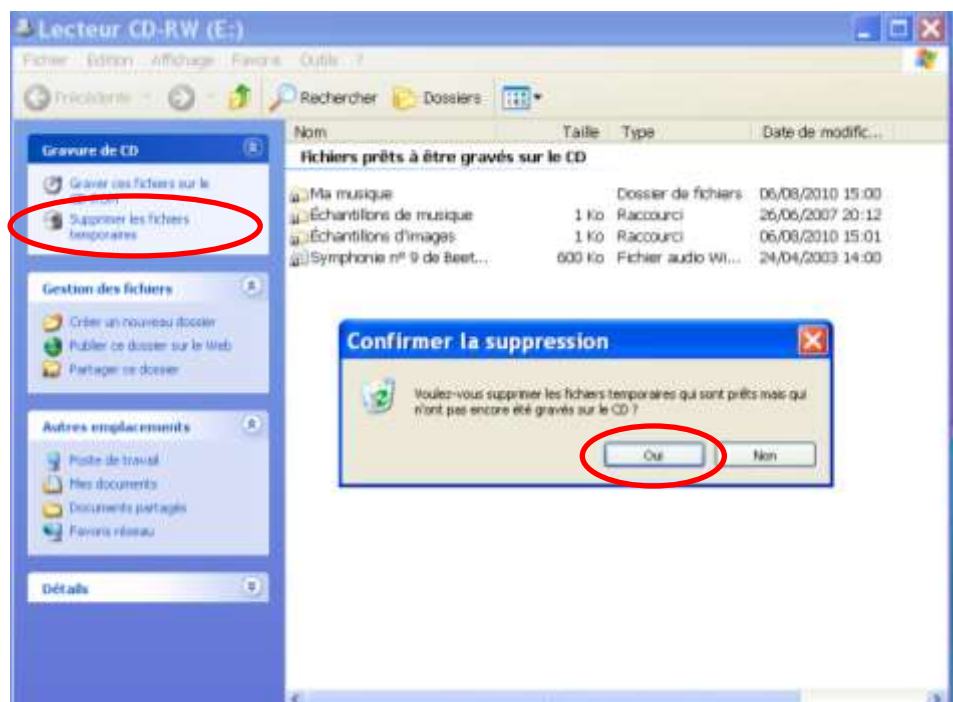 Lecteur CD-RW (E:)
Fichier Edition Affichage Favoris Outils ?
Précédente
Rechercher
Dossiers
Nom Taille Type Date de modific...
Gravure de CD
Graver ces fichiers sur le
CD-ROM
Supprimer les fichiers
temporaires
Gestion des fichiers
Créer un nouveau dossier
Publier ce dossier sur le Web
Partager ce dossier
Autres emplacements
Poste de travail
Mes documents
Documents partagés
Favoris réseau
Détails
Fichiers prêts à être gravés sur le CD
Ma musique Dossier de fichiers 06/08/2010 15:00
Échantillons de musique 1 Ko Raccourci 26/06/2007 20:12
Échantillons d'images 1 Ko Raccourci 06/08/2010 15:01
Symphonie nº 9 de Beet... 600 Ko Fichier audio Wi... 24/04/2003 14:00
Confirmer la suppression
Voulez-vous supprimer les fichiers temporaires qui sont prêts mais qui
n'ont pas encore été gravés sur le CD ?
Oui Non